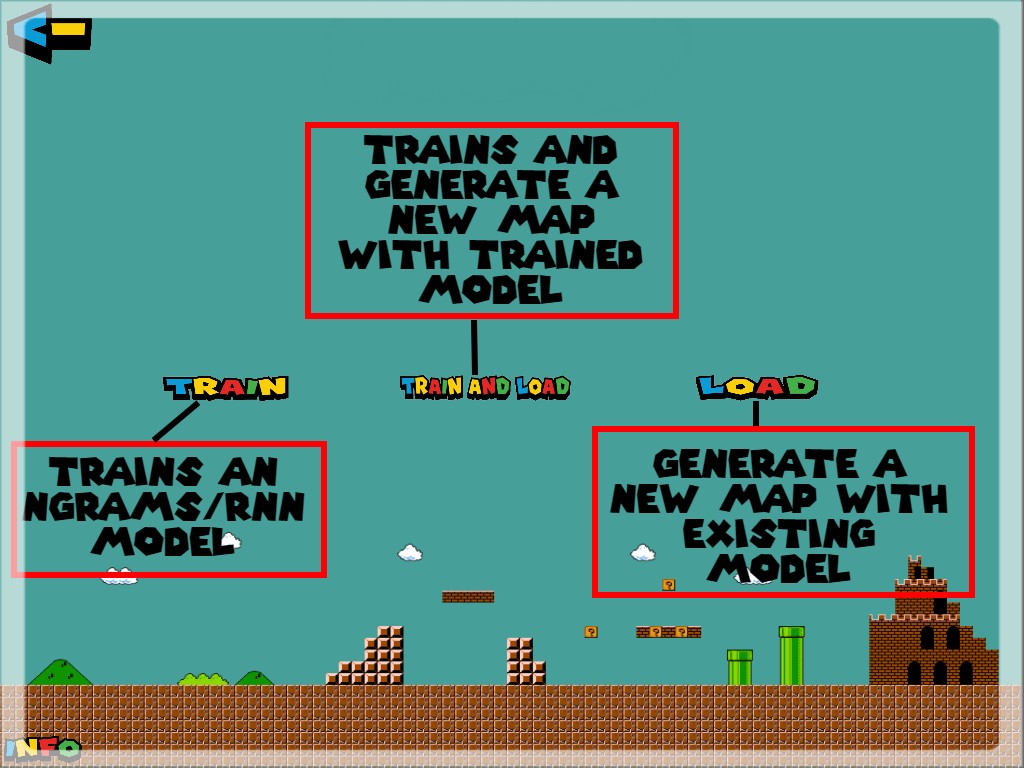 TRAINS AND
GENERATE A
NEW MAP
WITH TRAINED
MODEL
TRAIN
TRAIN AND LOAD
LOAD
TRAINS AN
NGRAMS/RNN
MODEL
GENERATE A
NEW MAP WITH
EXISTING
MODEL
?
?
?
?
INFO